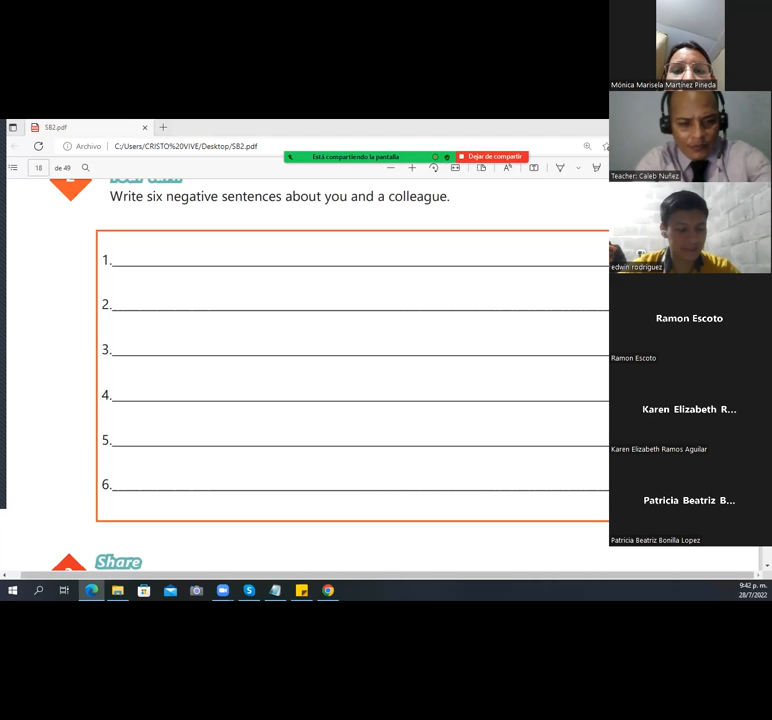 SB2.pdf
Archivo
C:/Users/CRISTO%20VIVE/Desktop/SB2.pdf
Está compartiendo la pantalla
Dejar de compartir
18 de 49
Write six negative sentences about you and a colleague.
1.
2.
3.
4.
5.
6.
Share
9:42 p. m.
28/7/2022
Mónica Marisela Martínez Pineda
Teacher: Caleb Nuñez
edwin rodriguez
Ramon Escoto
Ramon Escoto
Karen Elizabeth R...
Karen Elizabeth Ramos Aguilar
Patricia Beatriz B...
Patricia Beatriz Bonilla Lopez